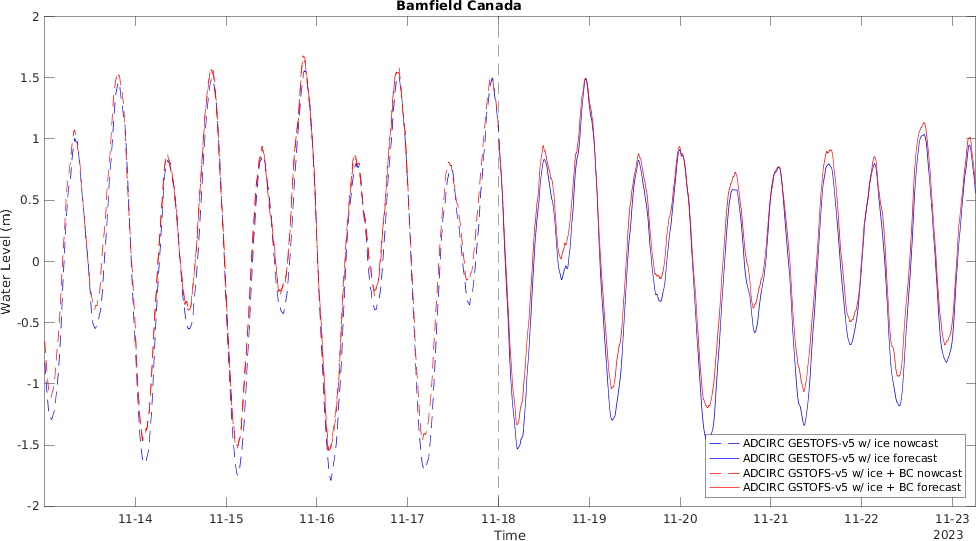 Bamfield Canada
2
1.5
1
0.5
0
-0.5
-1
-1.5
-2
Water Level (m)
ADCIRC GESTOFS-v5 w/ ice nowcast
ADCIRC GESTOFS-v5 w/ ice forecast
ADCIRC GSTOFS-v5 w/ ice + BC nowcast
ADCIRC GSTOFS-v5 w/ ice + BC forecast
11-14 11-15 11-16 11-17 11-18 11-19 11-20 11-21 11-22 11-23
Time 2023